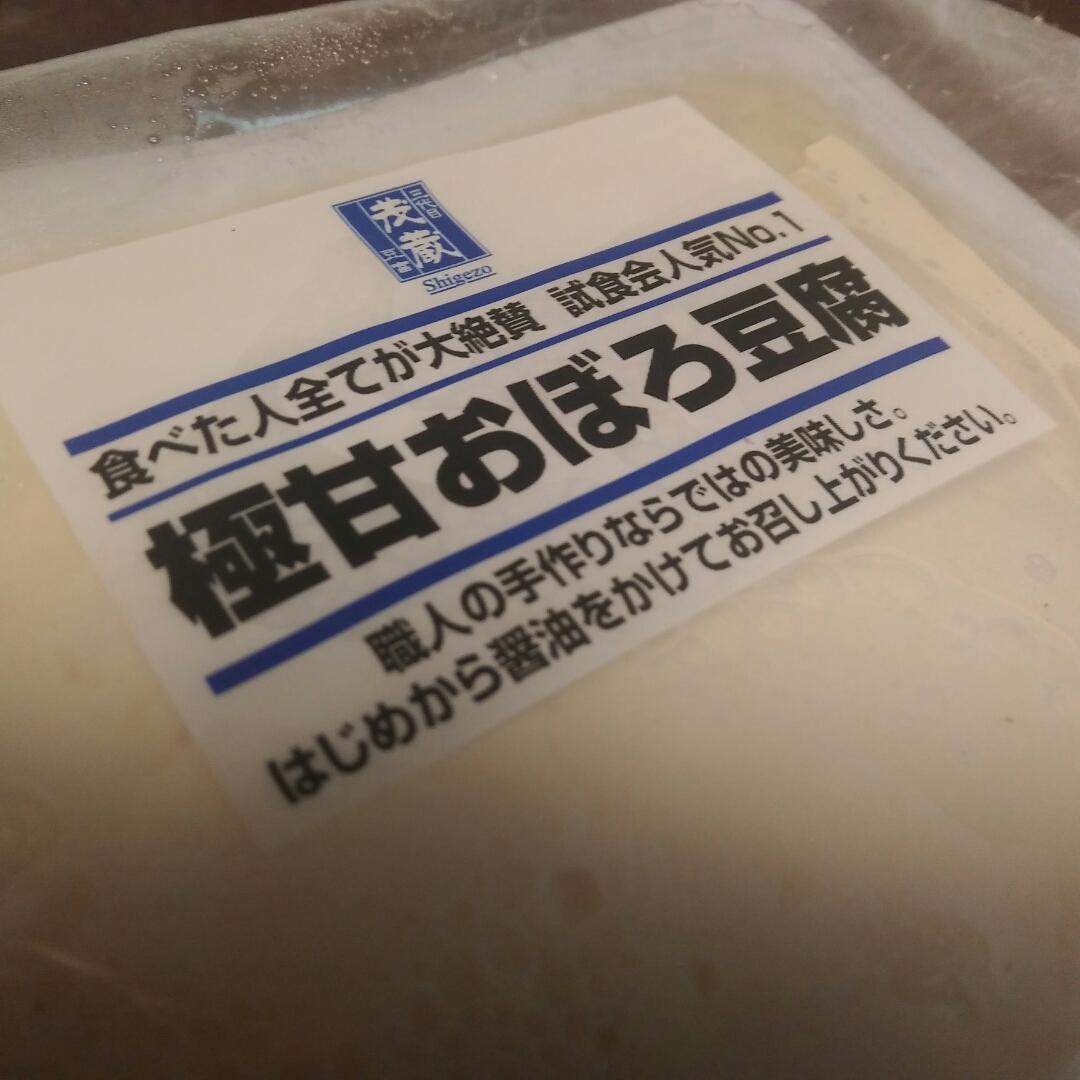 三代目
茂蔵
豆富
Shigezo
食べた人全てが大絶賛 試食会人気No.1
極甘おぼろ豆腐
職人の手作りならではの美味しさ。
はじめから醤油をかけてお召し上がりください。